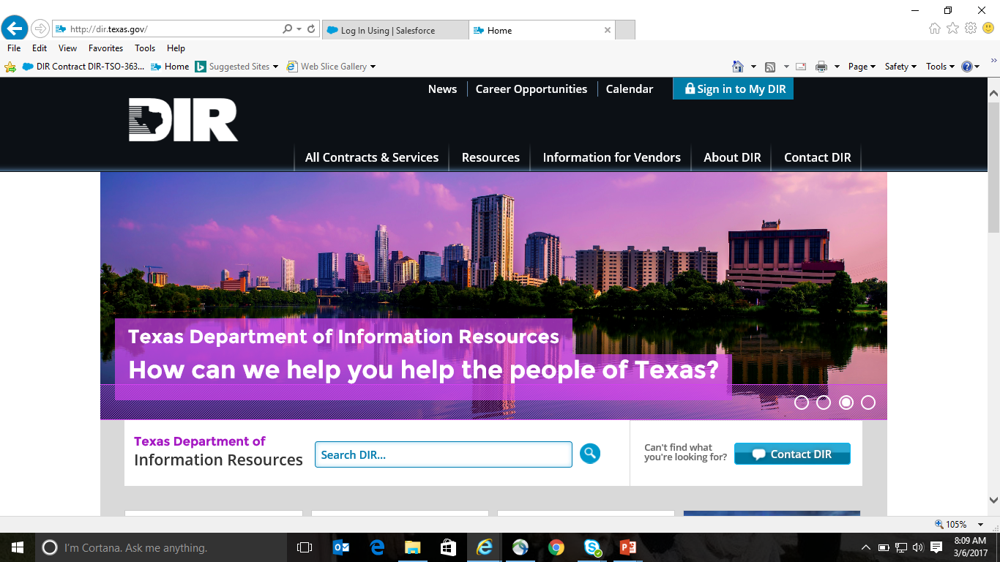 http://dir.texas.gov/
Log In Using | Salesforce
Home
File Edit View Favorites Tools Help
DIR Contract DIR-TSO-363... Home Suggested Sites Web Slice Gallery
Page Safety Tools
News Career Opportunities Calendar Sign in to My DIR
DIR
All Contracts & Services Resources Information for Vendors About DIR Contact DIR
Texas Department of Information Resources
How can we help you help the people of Texas?
Texas Department of
Information Resources
Search DIR...
Can't find what
you're looking for?
Contact DIR
105%
I'm Cortana. Ask me anything.
8:09 AM
3/6/2017